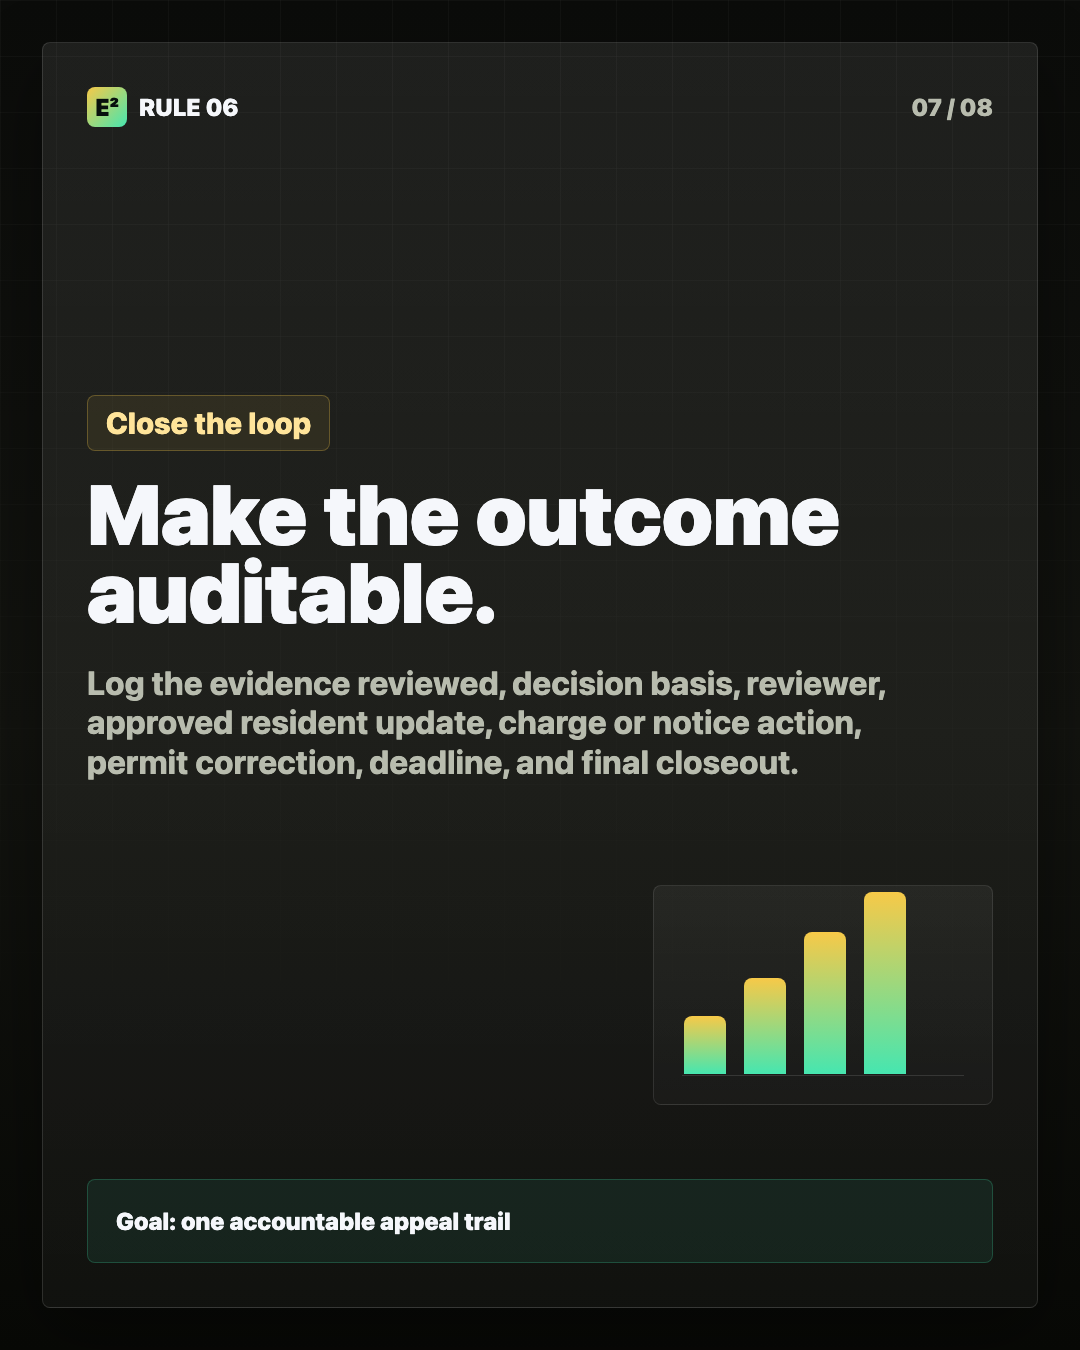 E² RULE 06
07 / 08
Close the loop
Make the outcome
auditable.
Log the evidence reviewed, decision basis, reviewer,
approved resident update, charge or notice action,
permit correction, deadline, and final closeout.
Goal: one accountable appeal trail